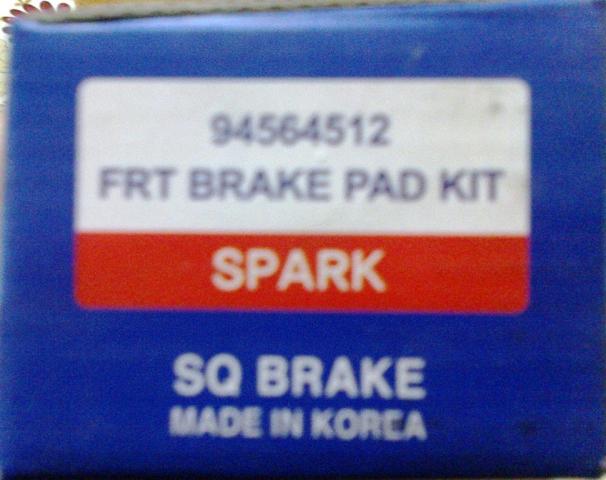 94564512
FRT BRAKE PAD KIT
SPARK
SQ BRAKE
MADE IN KOREA